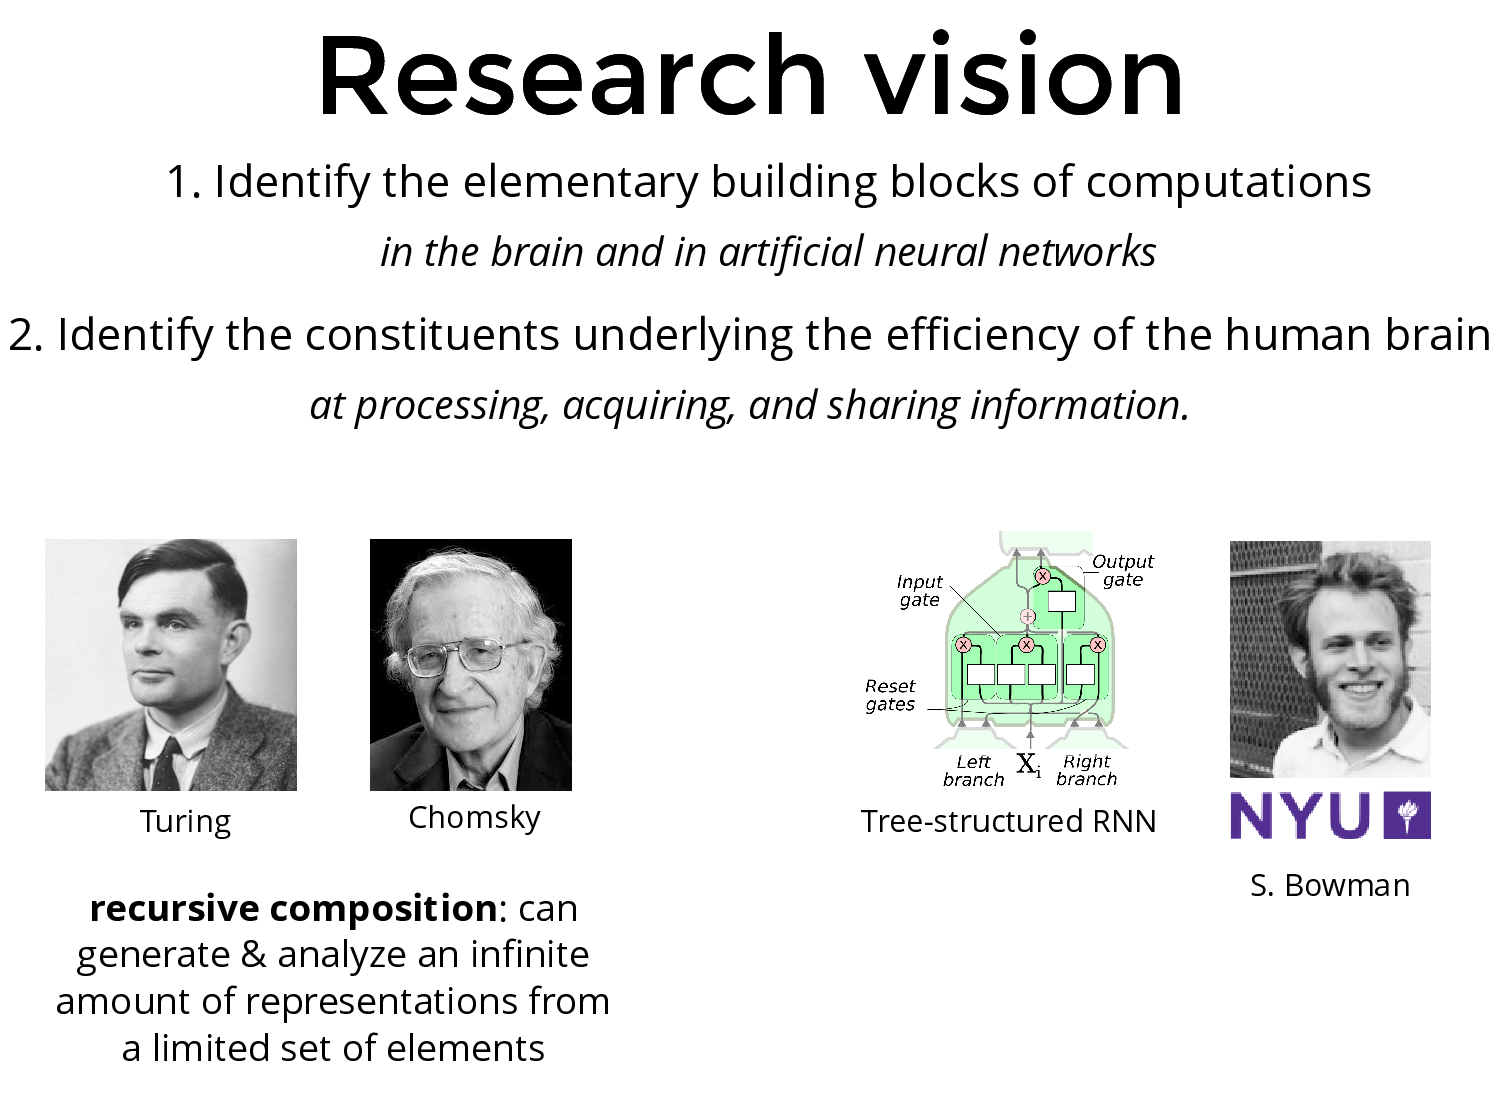 Research vision
1. Identify the elementary building blocks of computations
in the brain and in artificial neural networks
2. Identify the constituents underlying the efficiency of the human brain
at processing, acquiring, and sharing information.
Turing
Chomsky
recursive composition: can
generate & analyze an infinite
amount of representations from
a limited set of elements
Output
gate
Input
gate
x
+
x
x
x
Reset
gates
Left
branch
Xi
Right
branch
Tree-structured RNN
NYU
S. Bowman